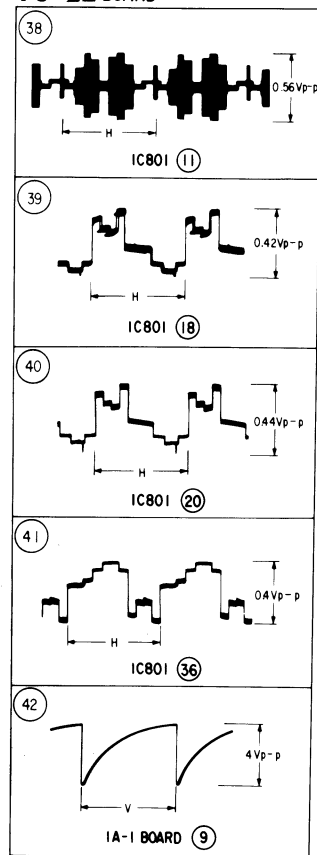 BOARD
38
0.56Vp-p
H
IC801 11
39
0.42Vp-p
H
IC801 18
40
0.44Vp-p
H
IC801 20
41
0.4Vp-p
H
IC801 36
42
4Vp-p
V
IA-1 BOARD 9